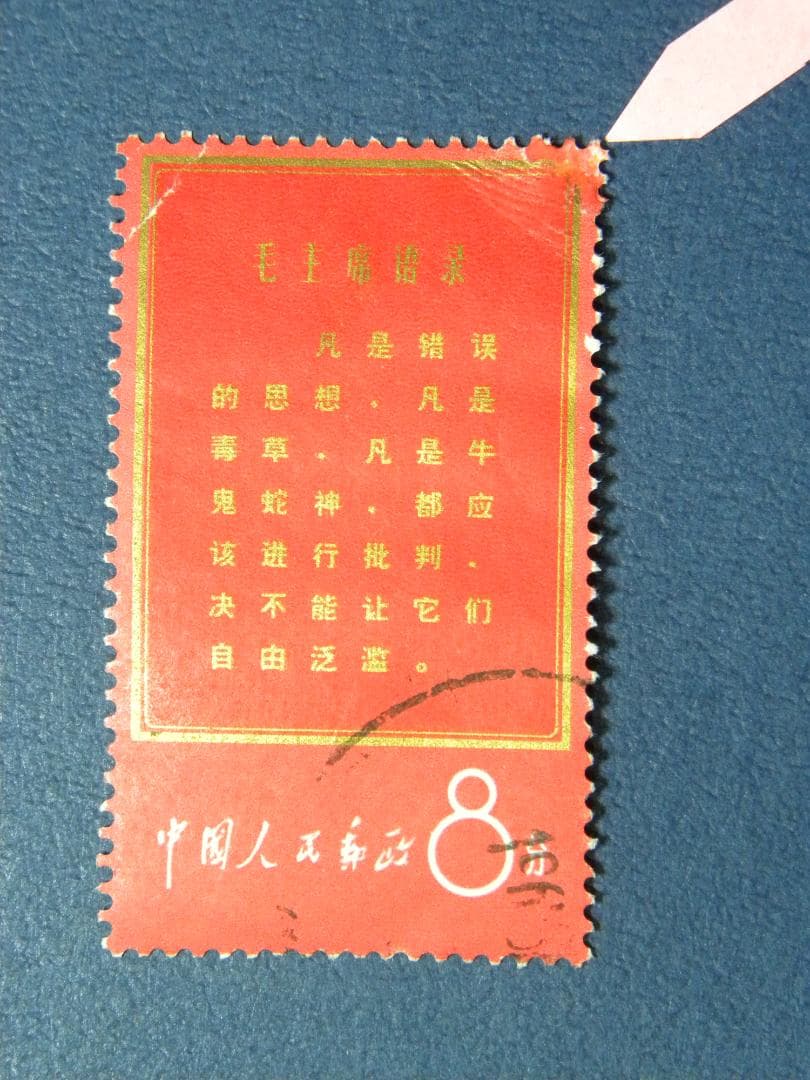 毛主席语录
凡是错误
的思想，凡是
毒草，凡是牛
鬼蛇神，都应
该进行批判，
决不能让它们
自由泛滥。
中国人民邮政 8分